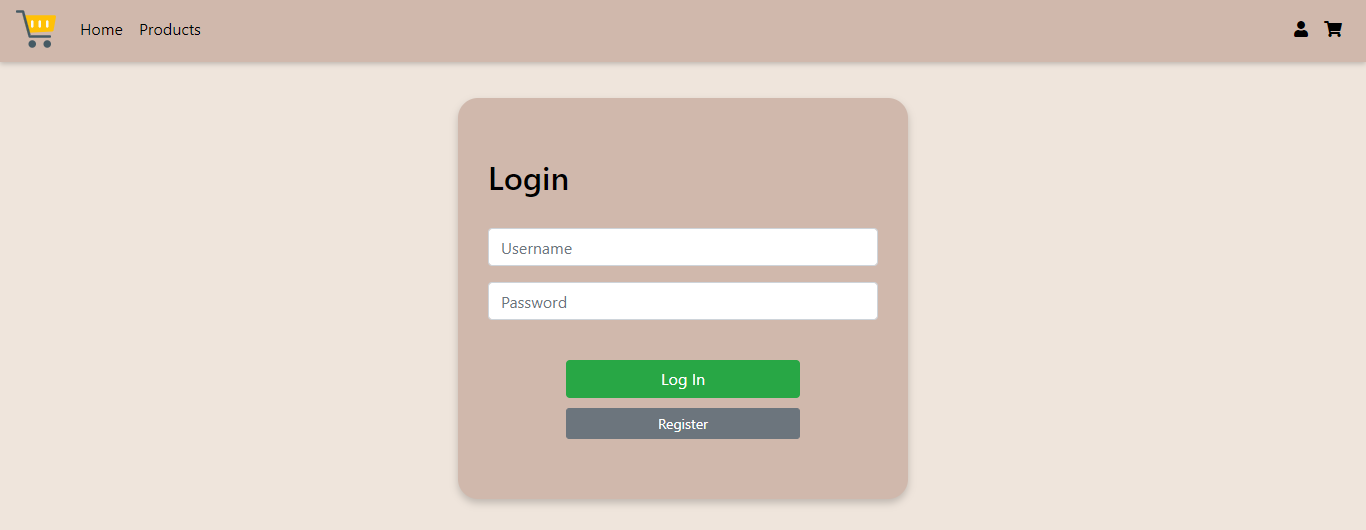 Home Products
Login
Username
Password
Log In
Register